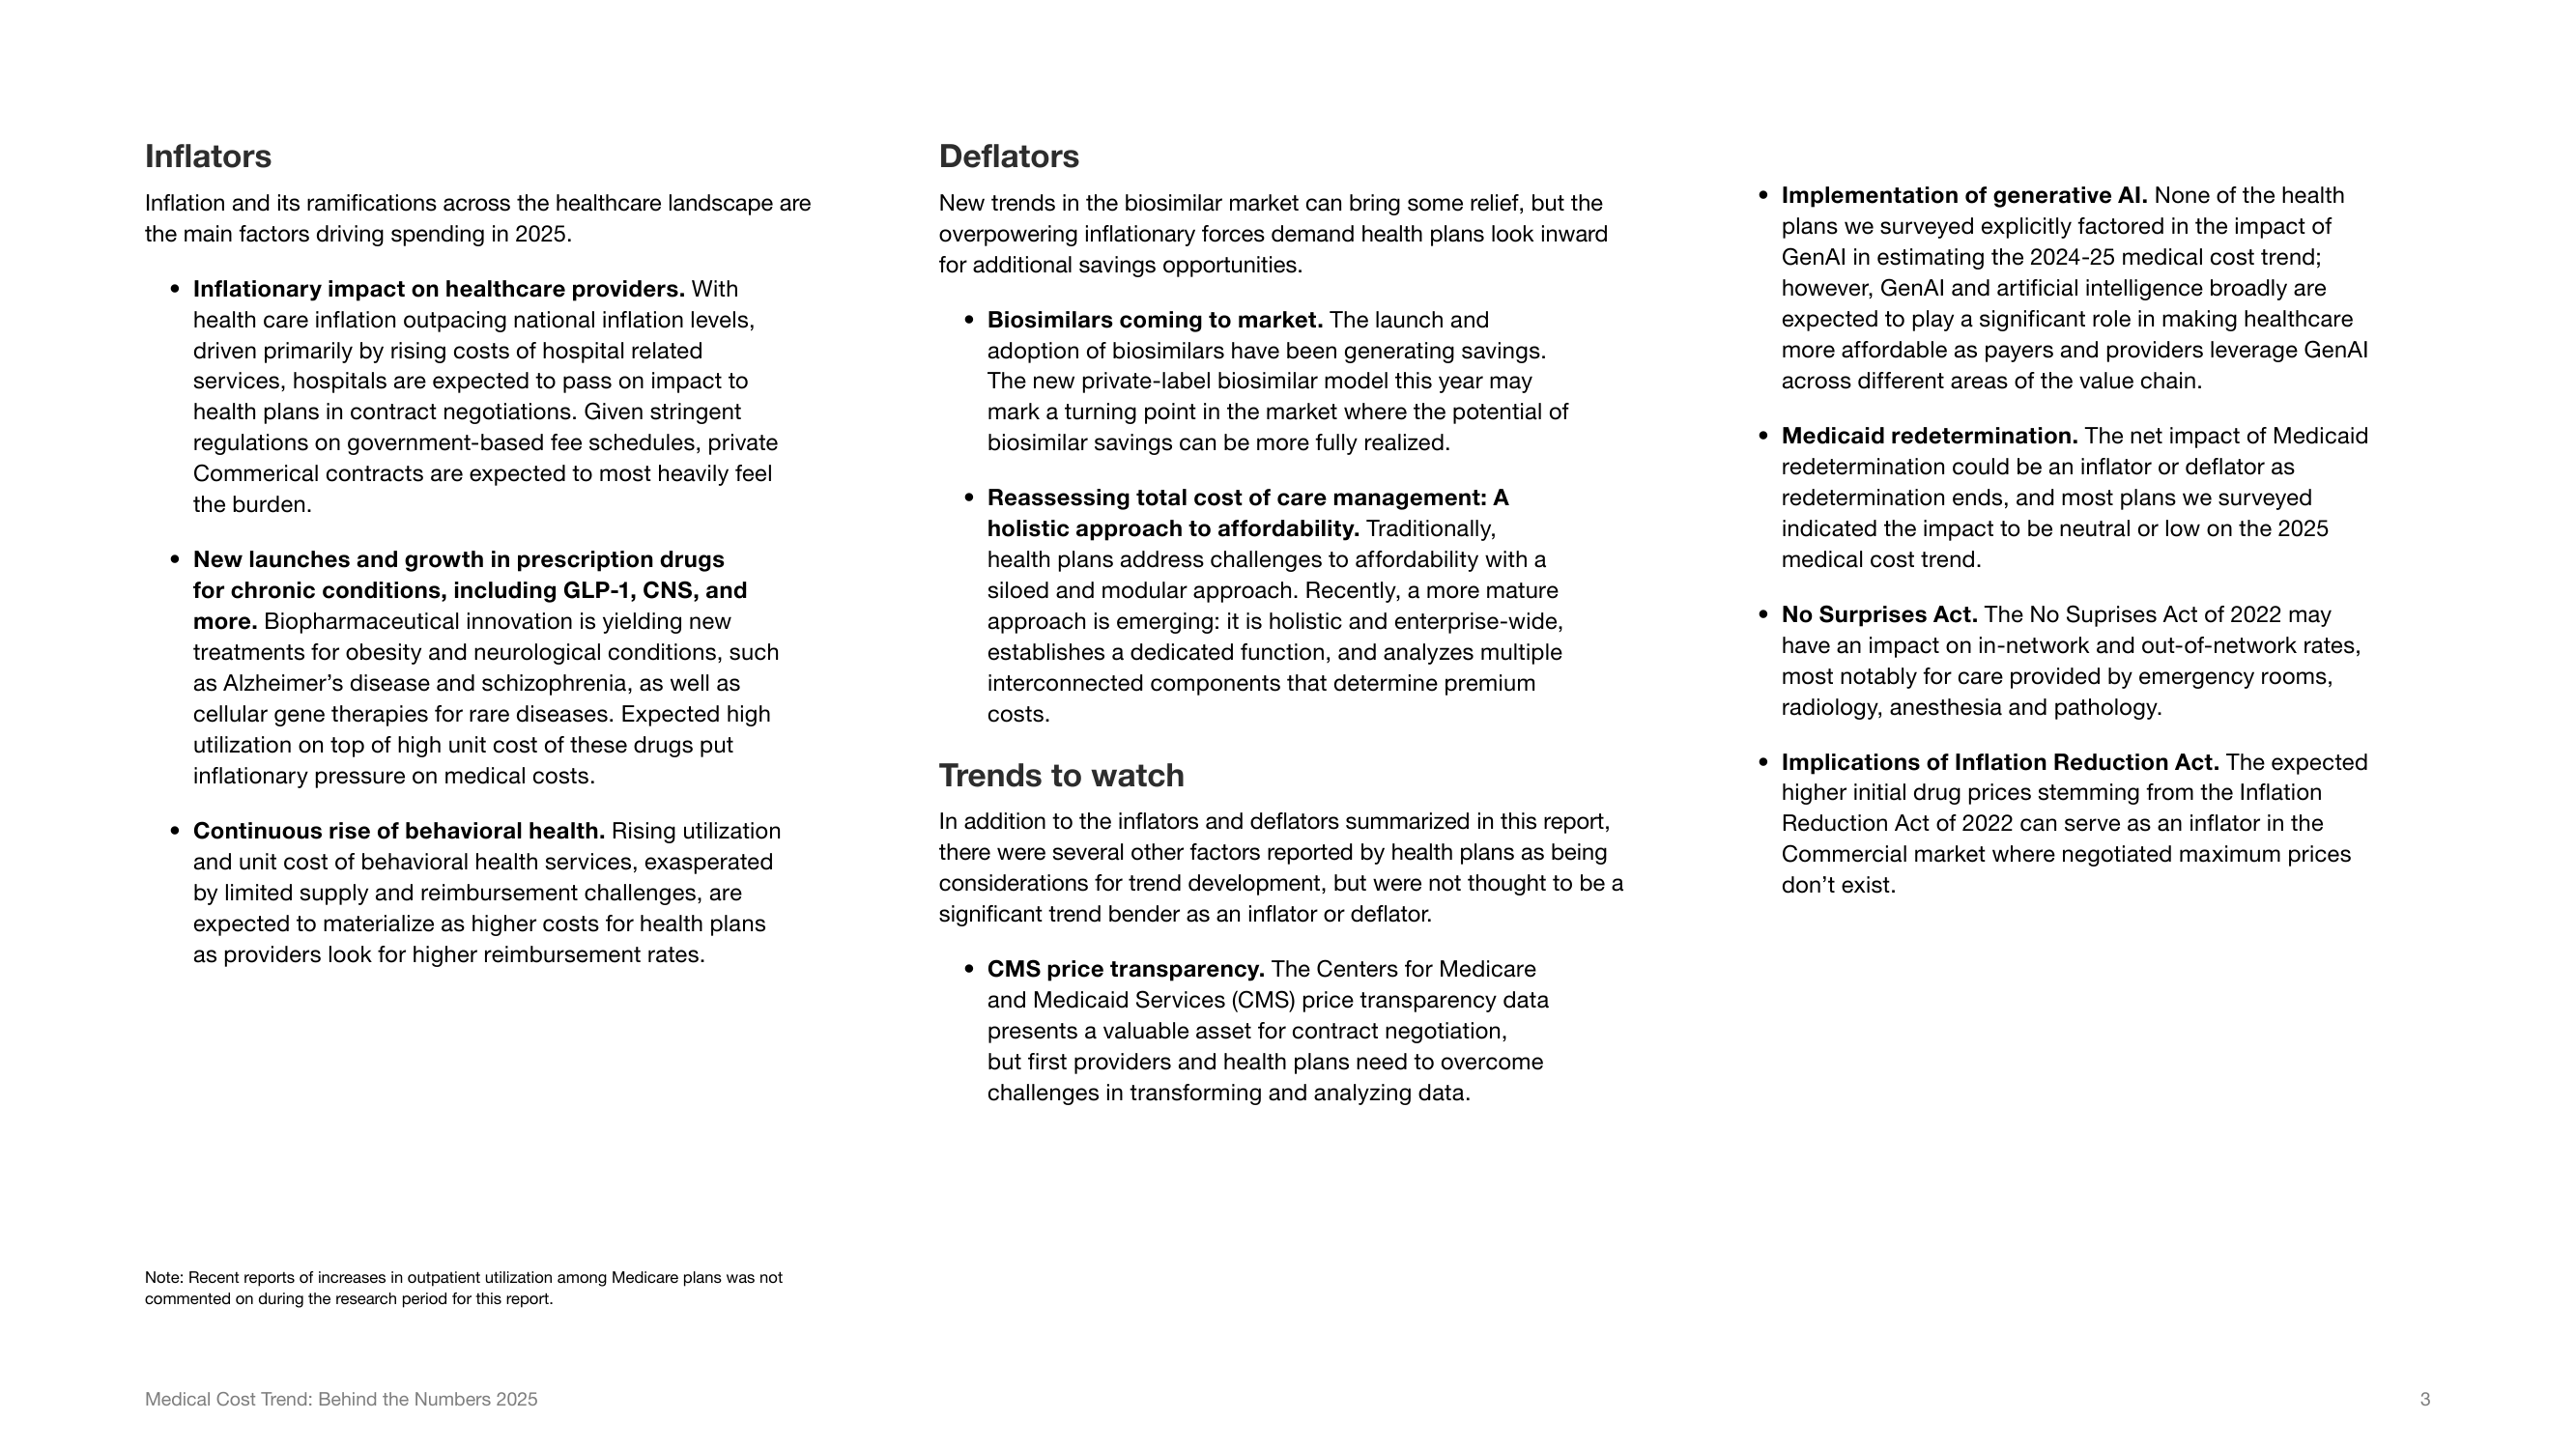 Inflators
Inflation and its ramifications across the healthcare landscape are
the main factors driving spending in 2025.
• Inflationary impact on healthcare providers. With
health care inflation outpacing national inflation levels,
driven primarily by rising costs of hospital related
services, hospitals are expected to pass on impact to
health plans in contract negotiations. Given stringent
regulations on government-based fee schedules, private
Commerical contracts are expected to most heavily feel
the burden.
• New launches and growth in prescription drugs
for chronic conditions, including GLP-1, CNS, and
more. Biopharmaceutical innovation is yielding new
treatments for obesity and neurological conditions, such
as Alzheimer’s disease and schizophrenia, as well as
cellular gene therapies for rare diseases. Expected high
utilization on top of high unit cost of these drugs put
inflationary pressure on medical costs.
• Continuous rise of behavioral health. Rising utilization
and unit cost of behavioral health services, exasperated
by limited supply and reimbursement challenges, are
expected to materialize as higher costs for health plans
as providers look for higher reimbursement rates.
Note: Recent reports of increases in outpatient utilization among Medicare plans was not
commented on during the research period for this report.
Deflators
New trends in the biosimilar market can bring some relief, but the
overpowering inflationary forces demand health plans look inward
for additional savings opportunities.
• Biosimilars coming to market. The launch and
adoption of biosimilars have been generating savings.
The new private-label biosimilar model this year may
mark a turning point in the market where the potential of
biosimilar savings can be more fully realized.
• Reassessing total cost of care management: A
holistic approach to affordability. Traditionally,
health plans address challenges to affordability with a
siloed and modular approach. Recently, a more mature
approach is emerging: it is holistic and enterprise-wide,
establishes a dedicated function, and analyzes multiple
interconnected components that determine premium
costs.
Trends to watch
In addition to the inflators and deflators summarized in this report,
there were several other factors reported by health plans as being
considerations for trend development, but were not thought to be a
significant trend bender as an inflator or deflator.
• CMS price transparency. The Centers for Medicare
and Medicaid Services (CMS) price transparency data
presents a valuable asset for contract negotiation,
but first providers and health plans need to overcome
challenges in transforming and analyzing data.
• Implementation of generative AI. None of the health
plans we surveyed explicitly factored in the impact of
GenAI in estimating the 2024-25 medical cost trend;
however, GenAI and artificial intelligence broadly are
expected to play a significant role in making healthcare
more affordable as payers and providers leverage GenAI
across different areas of the value chain.
• Medicaid redetermination. The net impact of Medicaid
redetermination could be an inflator or deflator as
redetermination ends, and most plans we surveyed
indicated the impact to be neutral or low on the 2025
medical cost trend.
• No Surprises Act. The No Suprises Act of 2022 may
have an impact on in-network and out-of-network rates,
most notably for care provided by emergency rooms,
radiology, anesthesia and pathology.
• Implications of Inflation Reduction Act. The expected
higher initial drug prices stemming from the Inflation
Reduction Act of 2022 can serve as an inflator in the
Commercial market where negotiated maximum prices
don’t exist.
Medical Cost Trend: Behind the Numbers 2025
3